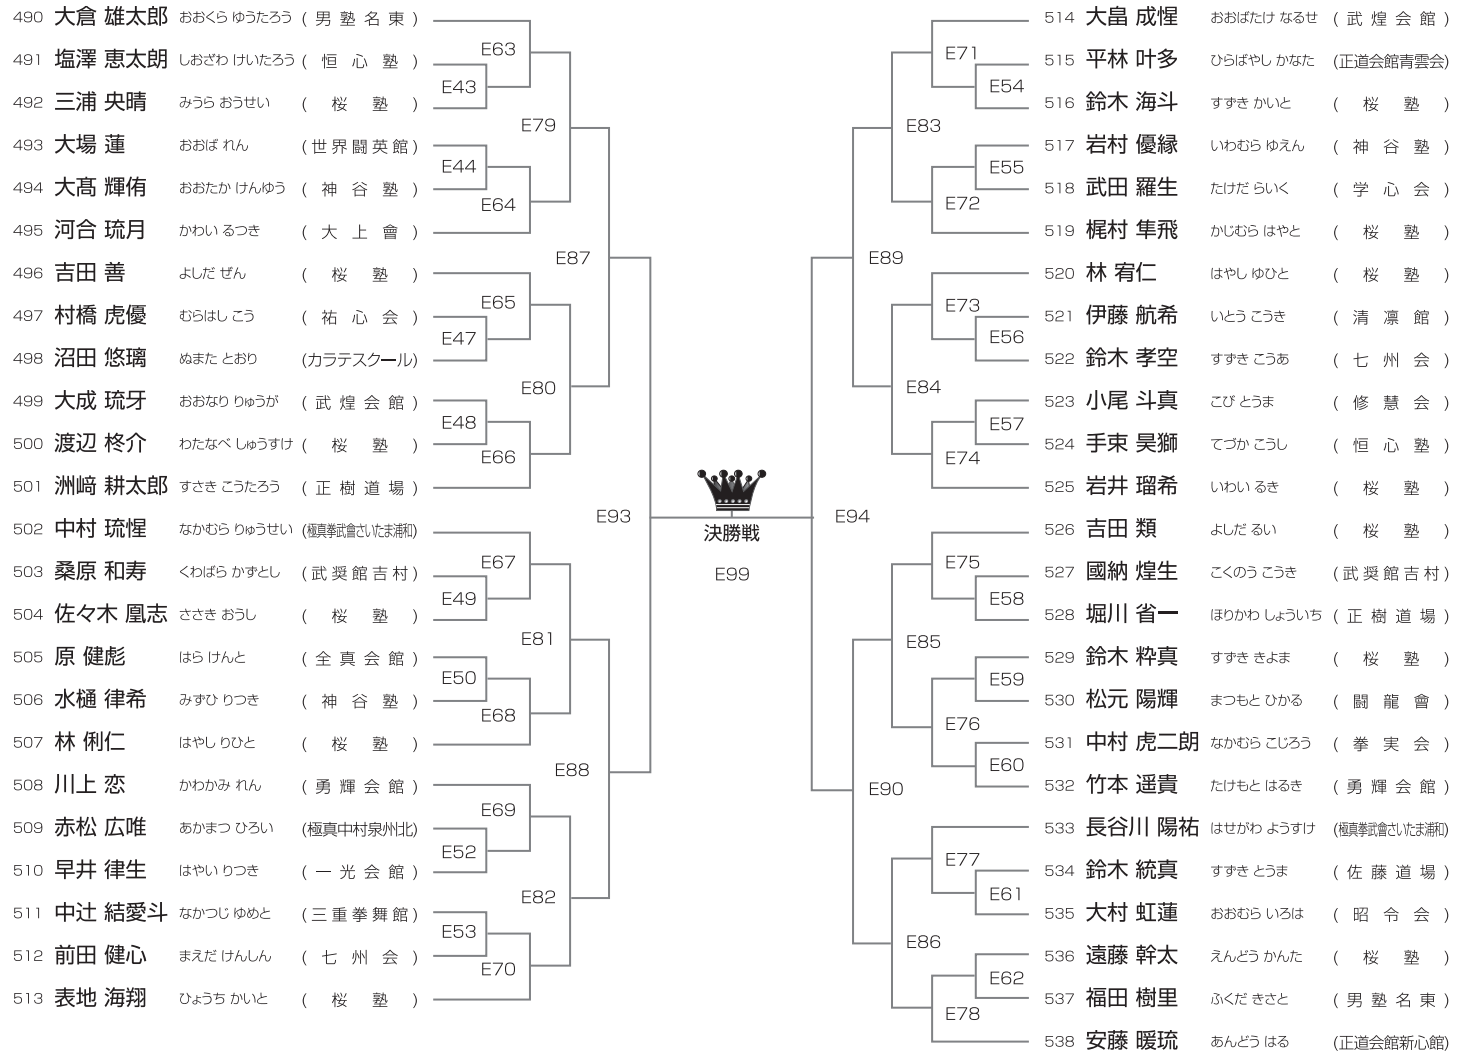 490 大倉 雄太郎 おおくら ゆうたろう (男塾名東)
491 塩澤 恵太朗 しおざわ けいたろう (恒心塾)
492 三浦 央晴 みうら おうせい (桜塾)
493 大場 蓮 おおば れん (世界闘英館)
494 大髙 輝侑 おおたか けんゆう (神谷塾)
495 河合 琉月 かわい るつき (大上會)
496 吉田 善 よしだ ぜん (桜塾)
497 村橋 虎優 むらはし こう (祐心会)
498 沼田 悠璃 ぬまた とおり (カラテスクール)
499 大成 琉牙 おおなり りゅうが (武煌会館)
500 渡辺 柊介 わたなべ しゅうすけ (桜塾)
501 洲﨑 耕太郎 すさき こうたろう (正樹道場)
502 中村 琉惺 なかむら りゅうせい (極真拳武會さいたま浦和)
503 桑原 和寿 くわばら かずとし (武奨館吉村)
504 佐々木 凰志 ささき おうし (桜塾)
505 原 健彪 はら けんと (全真会館)
506 水樋 律希 みずひ りつき (神谷塾)
507 林 俐仁 はやし りひと (桜塾)
508 川上 恋 かわかみ れん (勇輝会館)
509 赤松 広唯 あかまつ ひろい (極真中村泉州北)
510 早井 律生 はやい りつき (一光会館)
511 中辻 結愛斗 なかつじ ゆめと (三重拳舞館)
512 前田 健心 まえだ けんしん (七州会)
513 表地 海翔 ひょうち かいと (桜塾)
E63
E43
E79
E44
E64
E87
E65
E47
E80
E48
E66
E93
E67
E49
E81
E50
E68
E88
E69
E52
E82
E53
E70
決勝戦
E99
E94
E71
E54
E83
E55
E72
E89
E73
E56
E84
E57
E74
E75
E58
E85
E59
E76
E60
E90
E77
E61
E86
E62
E78
514 大畠 成惺 おおばたけ なるせ (武煌会館)
515 平林 叶多 ひらばやし かなた (正道会館青雲会)
516 鈴木 海斗 すずき かいと (桜塾)
517 岩村 優縁 いわむら ゆえん (神谷塾)
518 武田 羅生 たけだ らいく (学心会)
519 梶村 隼飛 かじむら はやと (桜塾)
520 林 宥仁 はやし ゆひと (桜塾)
521 伊藤 航希 いとう こうき (清凛館)
522 鈴木 孝空 すずき こうあ (七州会)
523 小尾 斗真 こび とうま (修慧会)
524 手束 昊獅 てづか こうし (恒心塾)
525 岩井 瑠希 いわい るき (桜塾)
526 吉田 類 よしだ るい (桜塾)
527 國納 煌生 こくのう こうき (武奨館吉村)
528 堀川 省一 ほりかわ しょういち (正樹道場)
529 鈴木 粋真 すずき きよま (桜塾)
530 松元 陽輝 まつもと ひかる (闘龍會)
531 中村 虎二朗 なかむら こじろう (拳実会)
532 竹本 遥貴 たけもと はるき (勇輝会館)
533 長谷川 陽祐 はせがわ ようすけ (極真拳武會さいたま浦和)
534 鈴木 統真 すずき とうま (佐藤道場)
535 大村 虹蓮 おおむら いろは (昭令会)
536 遠藤 幹太 えんどう かんた (桜塾)
537 福田 樹里 ふくだ きさと (男塾名東)
538 安藤 暖琉 あんどう はる (正道会館新心館)